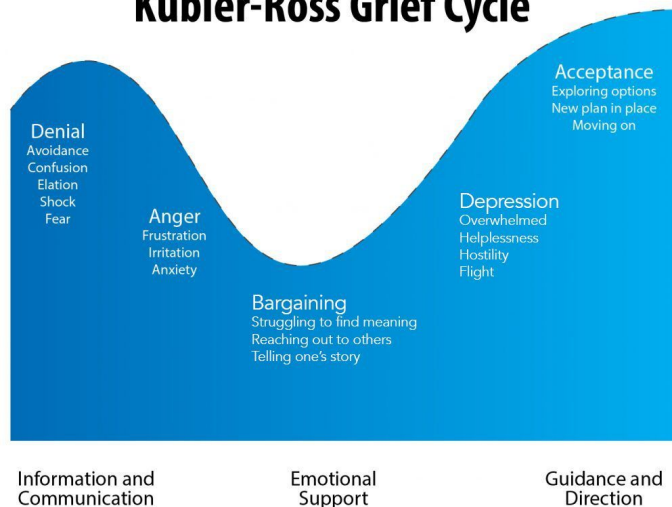 Kubler-Ross Grief Cycle
Denial
Avoidance
Confusion
Elation
Shock
Fear
Anger
Frustration
Irritation
Anxiety
Bargaining
Struggling to find meaning
Reaching out to others
Telling one's story
Depression
Overwhelmed
Helplessness
Hostility
Flight
Acceptance
Exploring options
New plan in place
Moving on
Information and
Communication
Emotional
Support
Guidance and
Direction